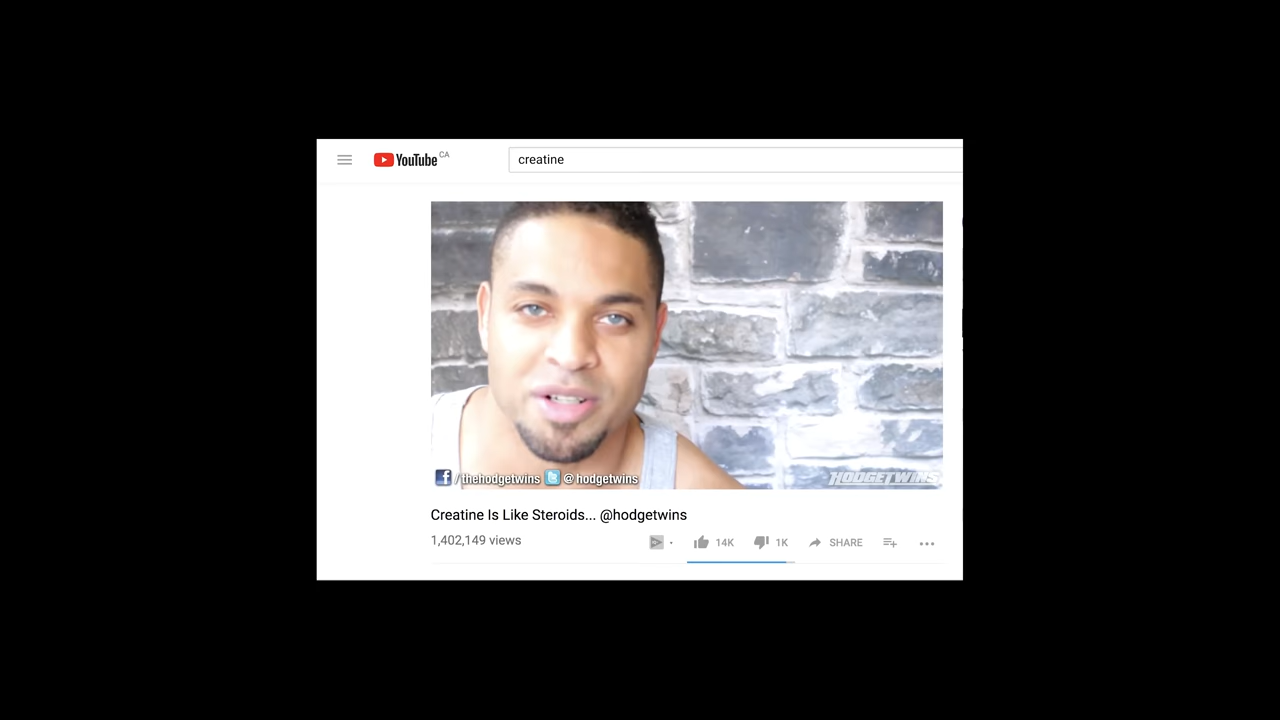 YouTube CA
creatine
/thehodgetwins @hodgetwins
HODGETWINS
Creatine Is Like Steroids... @hodgetwins
1,402,149 views
14K 1K SHARE